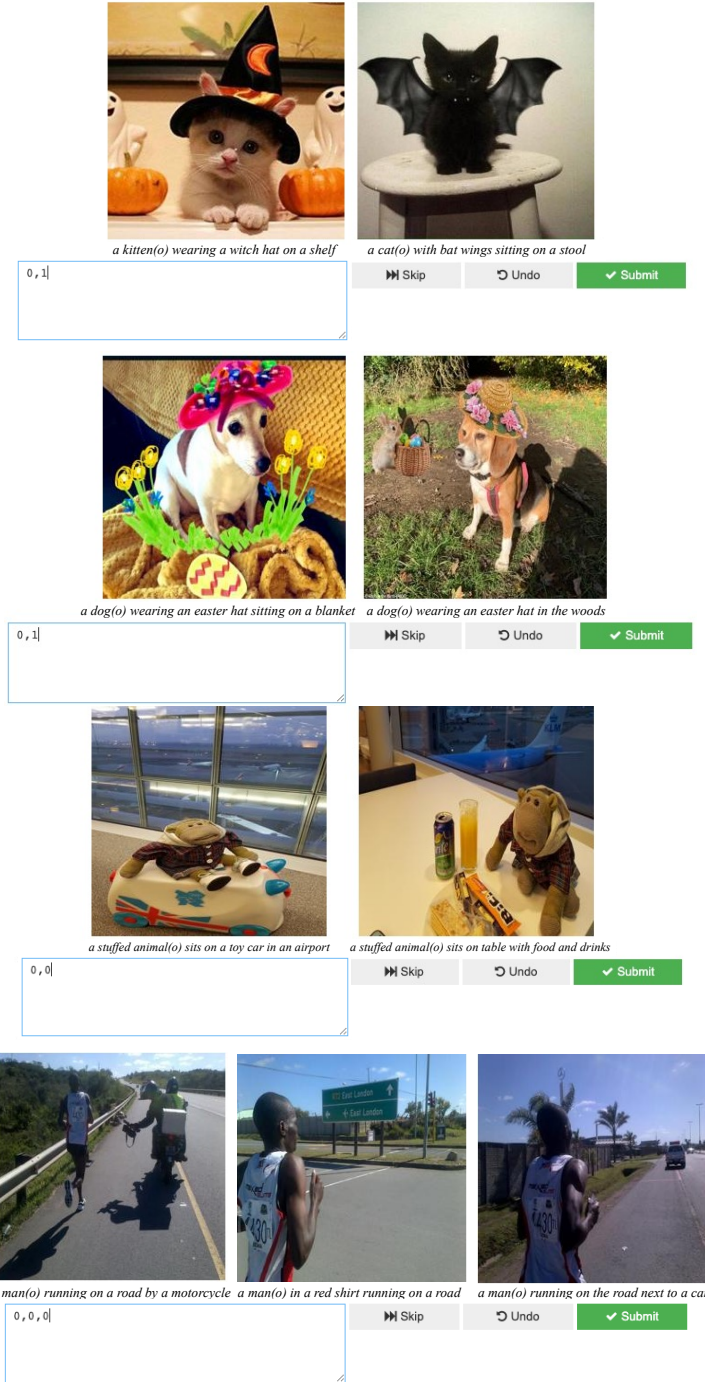 a kitten(o) wearing a witch hat on a shelf
a cat(o) with bat wings sitting on a stool
0,1
Skip
Undo
Submit
a dog(o) wearing an easter hat sitting on a blanket
a dog(o) wearing an easter hat in the woods
0,1
Skip
Undo
Submit
a stuffed animal(o) sits on a toy car in an airport
a stuffed animal(o) sits on table with food and drinks
0,0
Skip
Undo
Submit
R72 East London
East London
430
430
man(o) running on a road by a motorcycle
a man(o) in a red shirt running on a road
a man(o) running on the road next to a ca
0,0,0
Skip
Undo
Submit